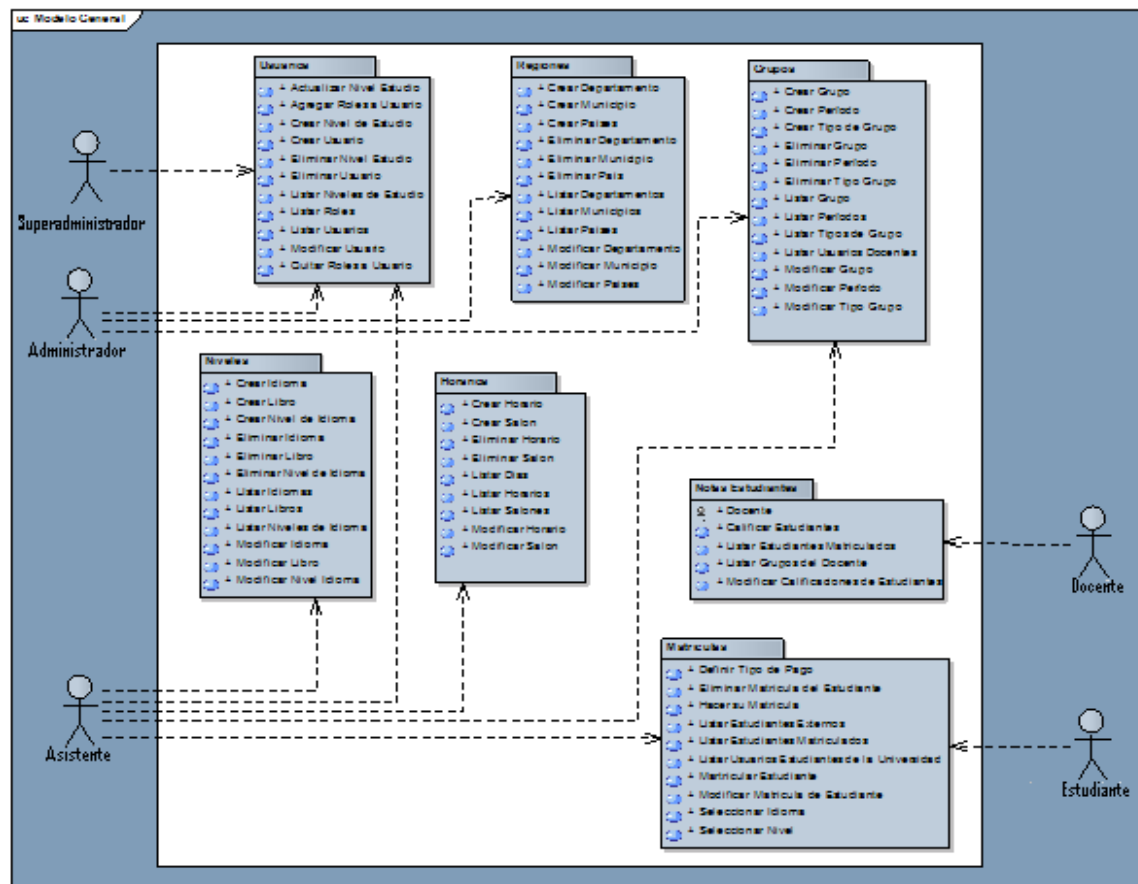 uc Modelo General
Usuarios
+ Actualizar Nivel Estudio
+ Agregar Roles a Usuario
+ Crear Nivel de Estudio
+ Crear Usuario
+ Eliminar Nivel Estudio
+ Eliminar Usuario
+ Listar Niveles de Estudio
+ Listar Roles
+ Listar Usuarios
+ Modificar Usuario
+ Quitar Roles a Usuario
Regiones
+ Crear Departamento
+ Crear Municipio
+ Crear Paises
+ Eliminar Departamento
+ Eliminar Municipio
+ Eliminar Pais
+ Listar Departamentos
+ Listar Municipios
+ Listar Paises
+ Modificar Departamento
+ Modificar Municipio
+ Modificar Paises
Grupos
+ Crear Grupo
+ Crear Período
+ Crear Tipo de Grupo
+ Eliminar Grupo
+ Eliminar Período
+ Eliminar Tipo Grupo
+ Listar Grupo
+ Listar Períodos
+ Listar Tipos de Grupo
+ Listar Usuarios Docentes
+ Modificar Grupo
+ Modificar Período
+ Modificar Tipo Grupo
Superadministrador
Administrador
Niveles
+ Crear Idioma
+ Crear Libro
+ Crear Nivel de Idioma
+ Eliminar Idioma
+ Eliminar Libro
+ Eliminar Nivel de Idioma
+ Listar Idiomas
+ Listar Libros
+ Listar Niveles de Idioma
+ Modificar Idioma
+ Modificar Libro
+ Modificar Nivel Idioma
Horarios
+ Crear Horario
+ Crear Salon
+ Eliminar Horario
+ Eliminar Salon
+ Listar Dias
+ Listar Horarios
+ Listar Salones
+ Modificar Horario
+ Modificar Salon
Notas Estudiantes
+ Docente
+ Calificar Estudiantes
+ Listar Estudiantes Matriculados
+ Listar Grupos del Docente
+ Modificar Calificaciones de Estudiantes
Docente
Matriculas
+ Definir Tipo de Pago
+ Eliminar Matricula del Estudiante
+ Hacer su Matricula
+ Listar Estudiantes Externos
+ Listar Estudiantes Matriculados
+ Listar Usuarios Estudiantes de la Universidad
+ Matricular Estudiante
+ Modificar Matricula de Estudiante
+ Seleccionar Idioma
+ Seleccionar Nivel
Asistente
Estudiante